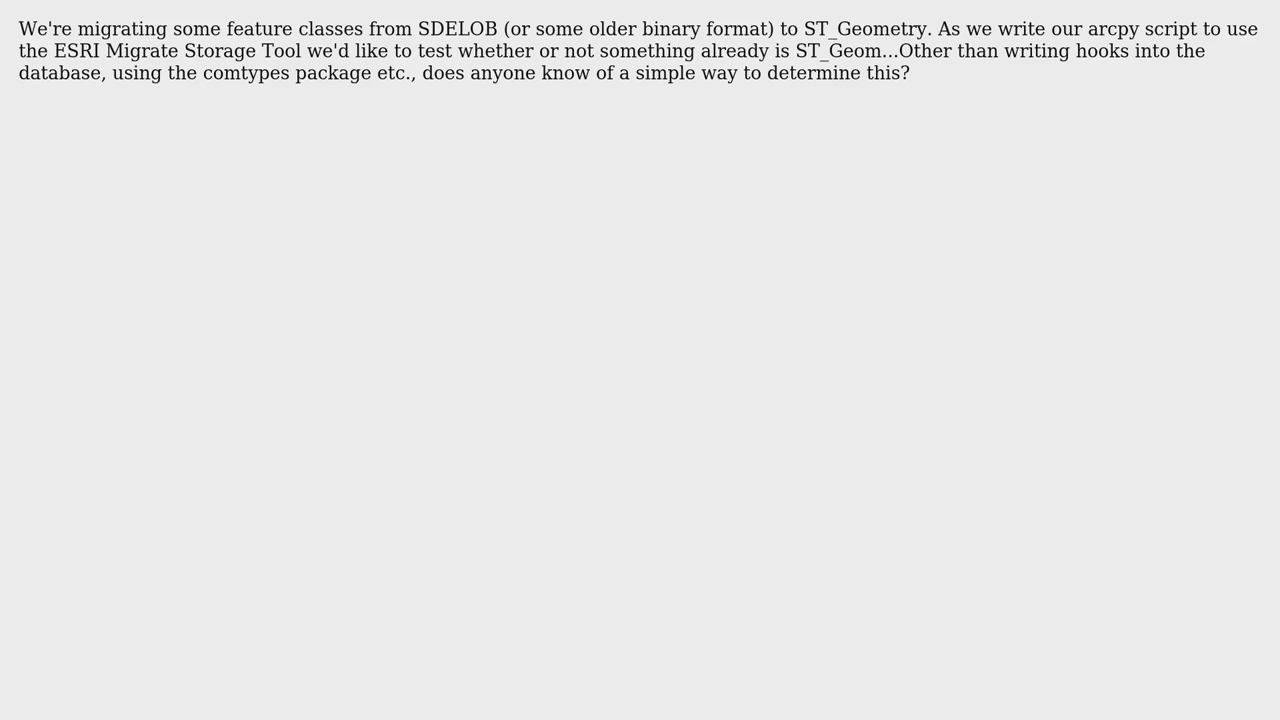 We're migrating some feature classes from SDELOB (or some older binary format) to ST_Geometry. As we write our arcpy script to use
the ESRI Migrate Storage Tool we'd like to test whether or not something already is ST_Geom...Other than writing hooks into the
database, using the comtypes package etc., does anyone know of a simple way to determine this?